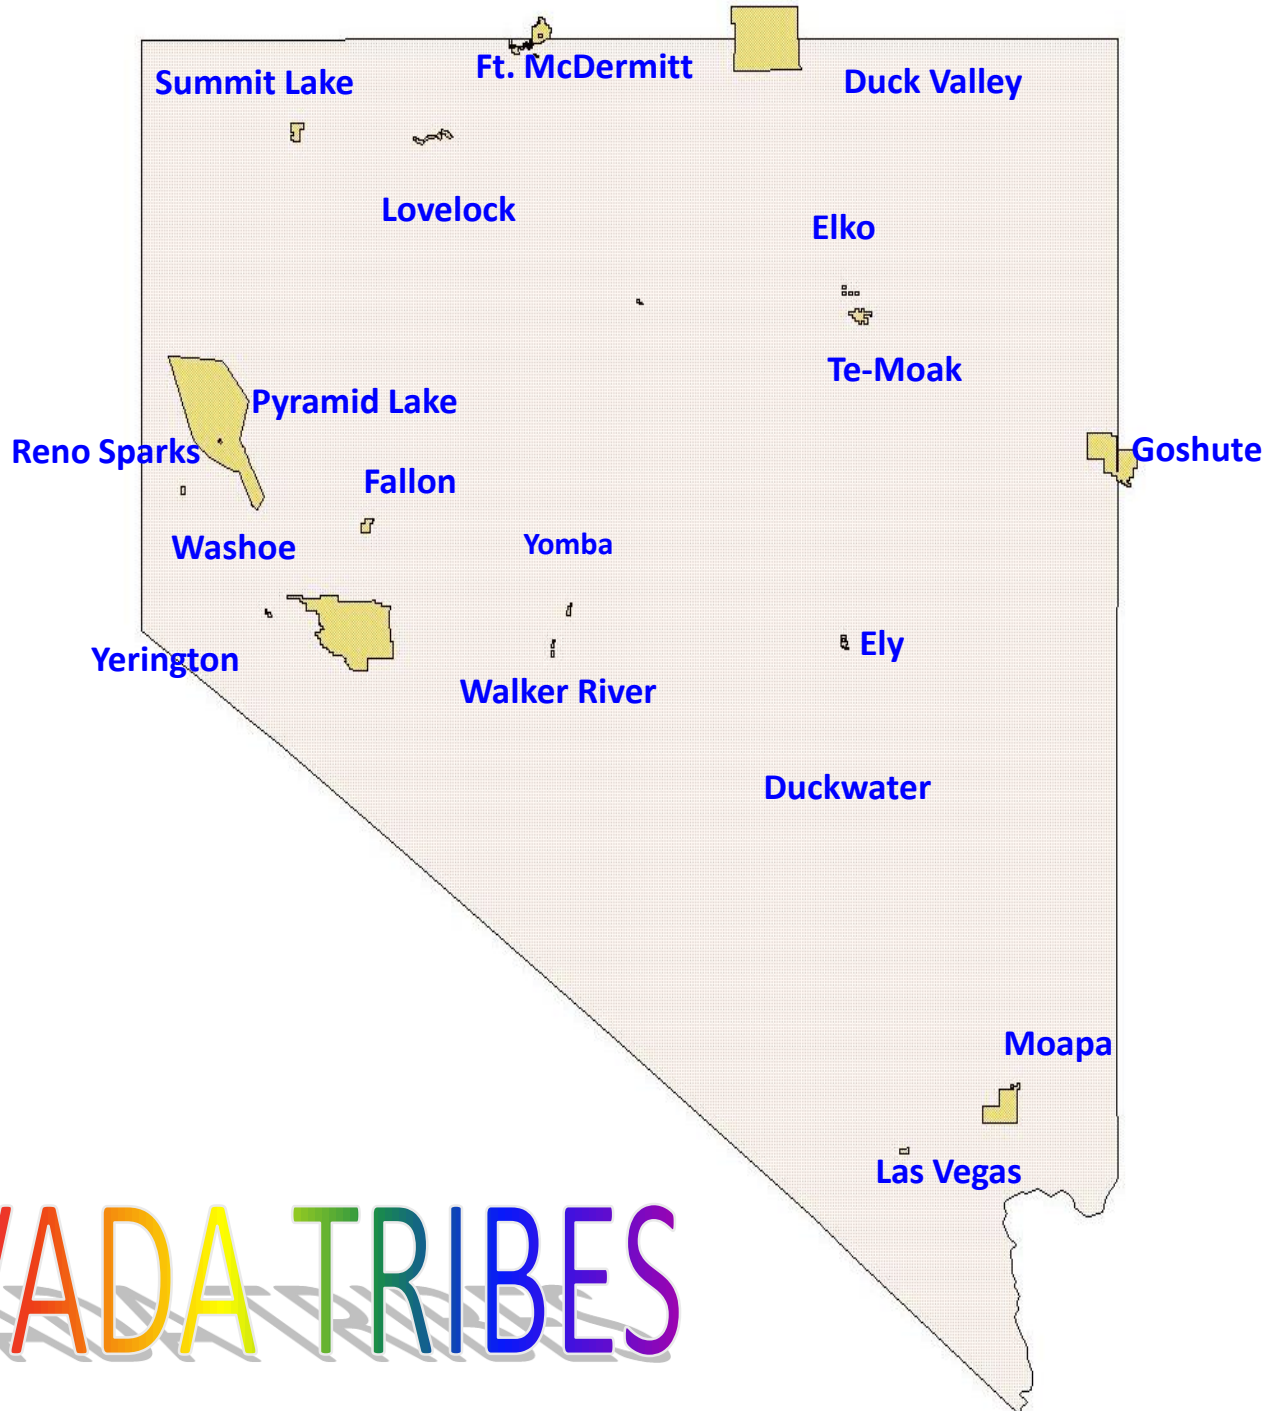 Ft. McDermitt
Summit Lake
Duck Valley
Lovelock
Elko
Te-Moak
Pyramid Lake
Reno Sparks
Goshute
Fallon
Washoe
Yomba
Ely
Yerington
Walker River
Duckwater
Moapa
Las Vegas
VADA TRIBES